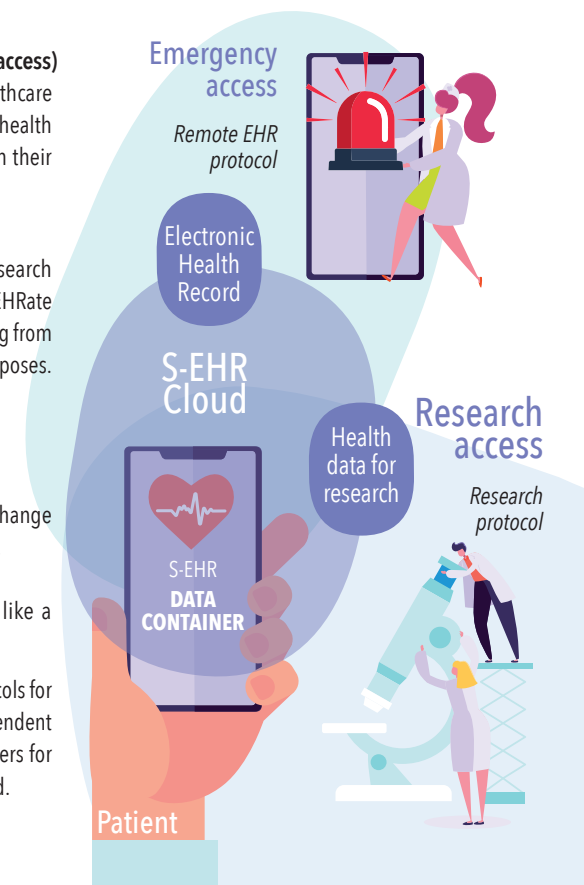 access)
thcare
health
n their
search
EHRate
g from
poses.
hange
like a
ols for
endent
ers for
d.
Emergency
access
Remote EHR
protocol
Electronic
Health
Record
S-EHR
Cloud
Health
data for
research
Research
access
Research
protocol
S-EHR
DATA
CONTAINER
Patient